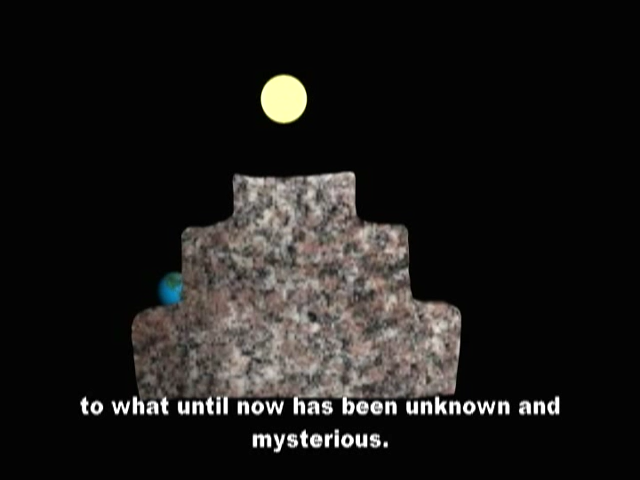 to what until now has been unknown and
mysterious.